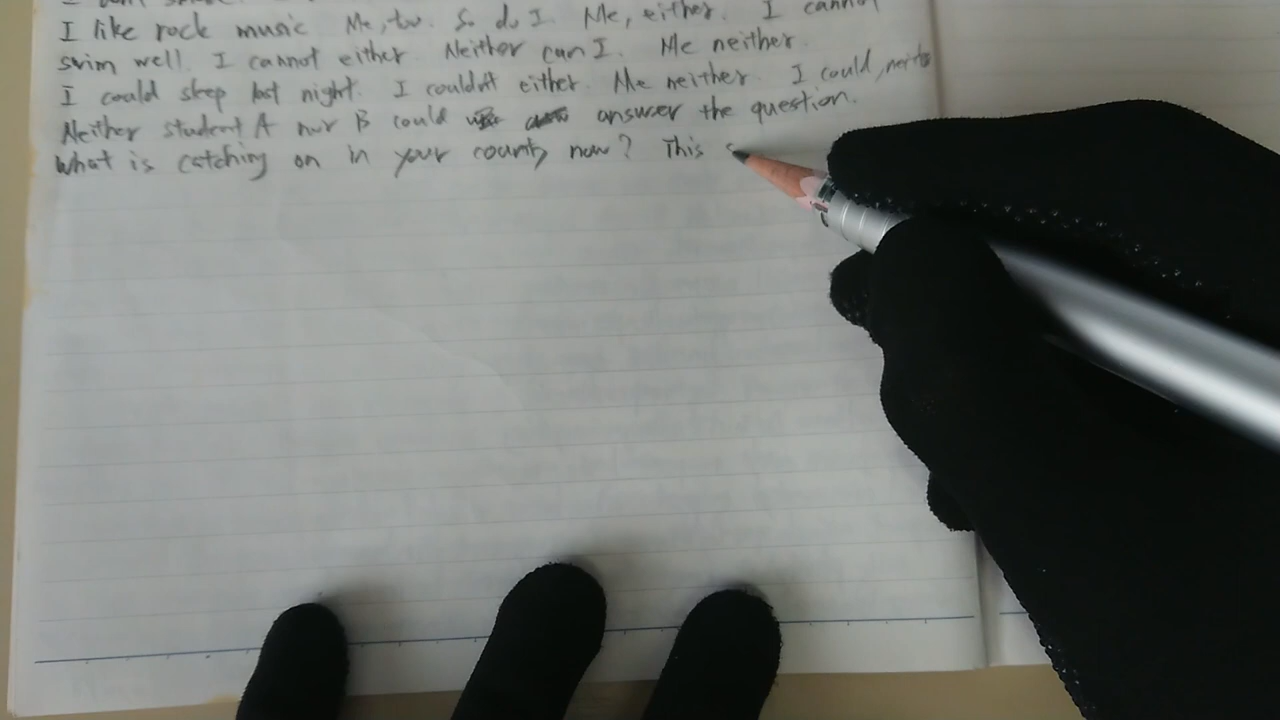 I like rock music Me, too. So do I. Me, either. I cannot
swim well. I cannot either. Neither can I. Me neither
I could sleep last night. I couldn't either. Me neither. I could,
Neither student A nor B could answer the question.
What is catching on in your county now? This